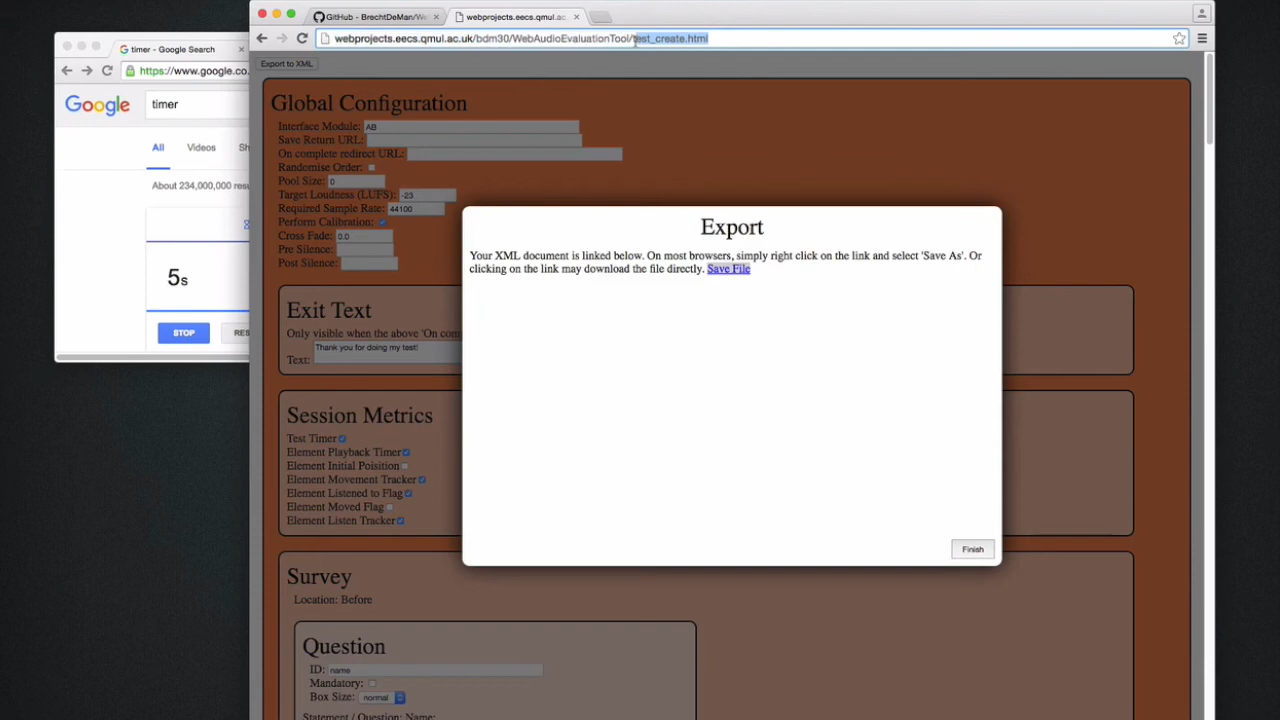 GitHub - BrechtDeMan/We
webprojects.eecs.qmul.ac
timer - Google Search
webprojects.eecs.qmul.ac.uk/bdm30/WebAudioEvaluationTool/test_create.html
https://www.google.co.
Google
timer
All Videos Sh
About 234,000,000 resu
5s
STOP RES
Export to XML
Global Configuration
Interface Module: AB
Save Return URL:
On complete redirect URL:
Randomise Order:
Pool Size: 0
Target Loudness (LUFS): -23
Required Sample Rate: 44100
Perform Calibration:
Cross Fade: 0.0
Pre Silence:
Post Silence:
Exit Text
Only visible when the above 'On com
Text: Thank you for doing my test!
Session Metrics
Test Timer
Element Playback Timer
Element Initial Poisition
Element Movement Tracker
Element Listened to Flag
Element Moved Flag
Element Listen Tracker
Survey
Location: Before
Question
ID: name
Mandatory:
Box Size: normal
Statement / Question: Name:
Export
Your XML document is linked below. On most browsers, simply right click on the link and select 'Save As'. Or
clicking on the link may download the file directly. Save File
Finish